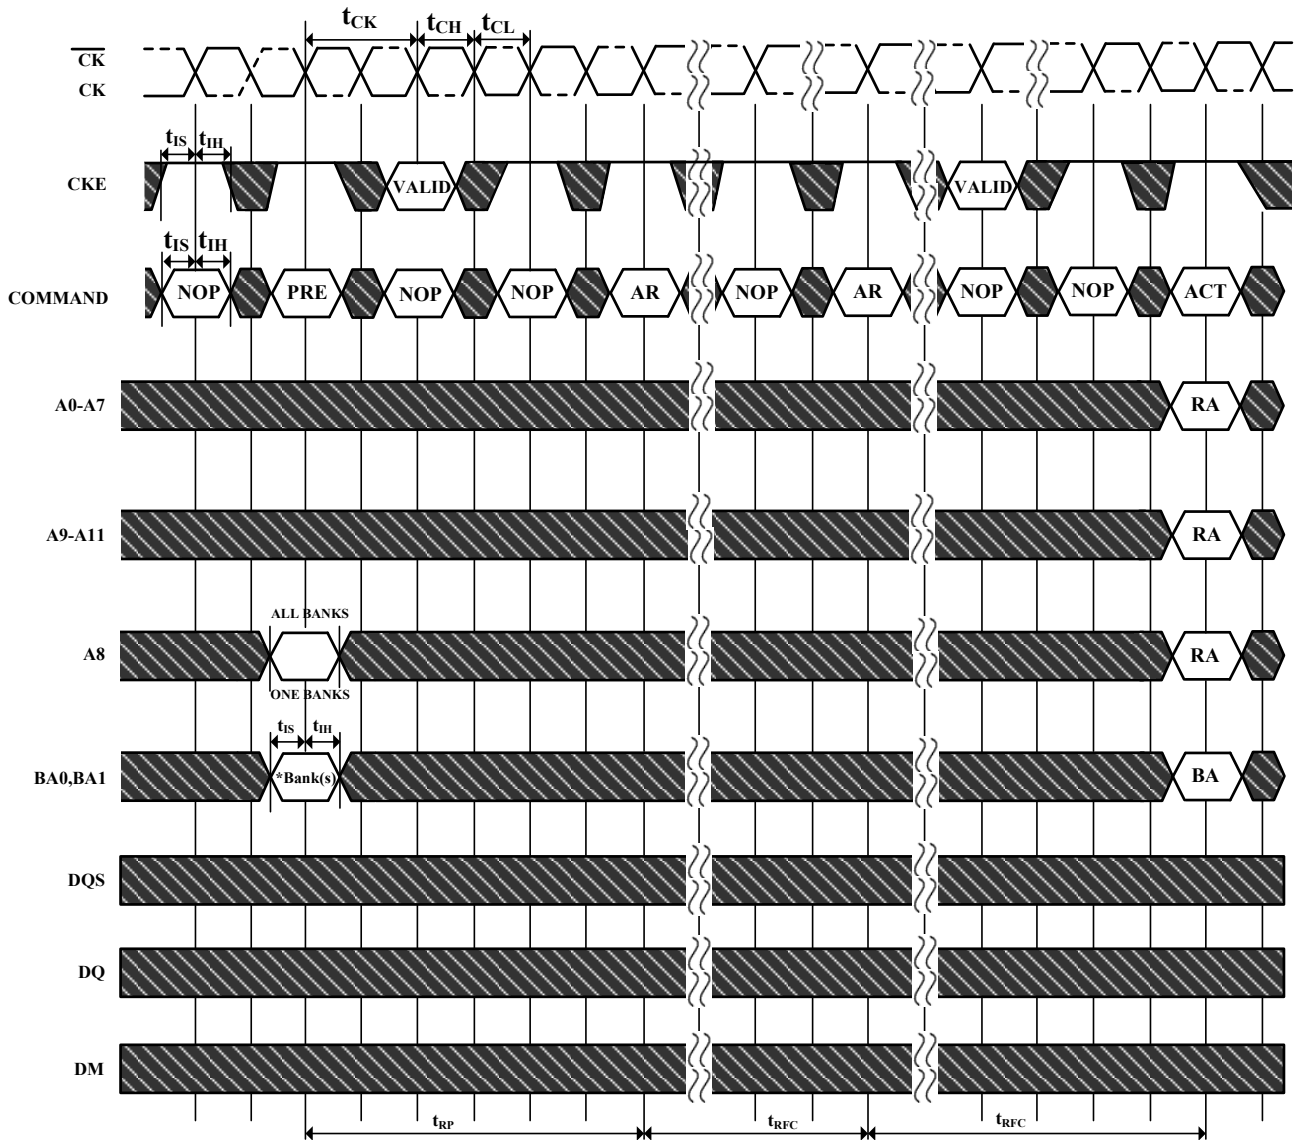 tCK tCH tCL
CK
CK
tIS tIH
CKE VALID VALID
tIS tIH
COMMAND NOP PRE NOP NOP AR NOP AR NOP NOP ACT
A0-A7 RA
A9-A11 RA
ALL BANKS
A8 RA
ONE BANKS
tIS tIH
BA0,BA1 *Bank(s) BA
DQS
DQ
DM
tRP tRFC tRFC